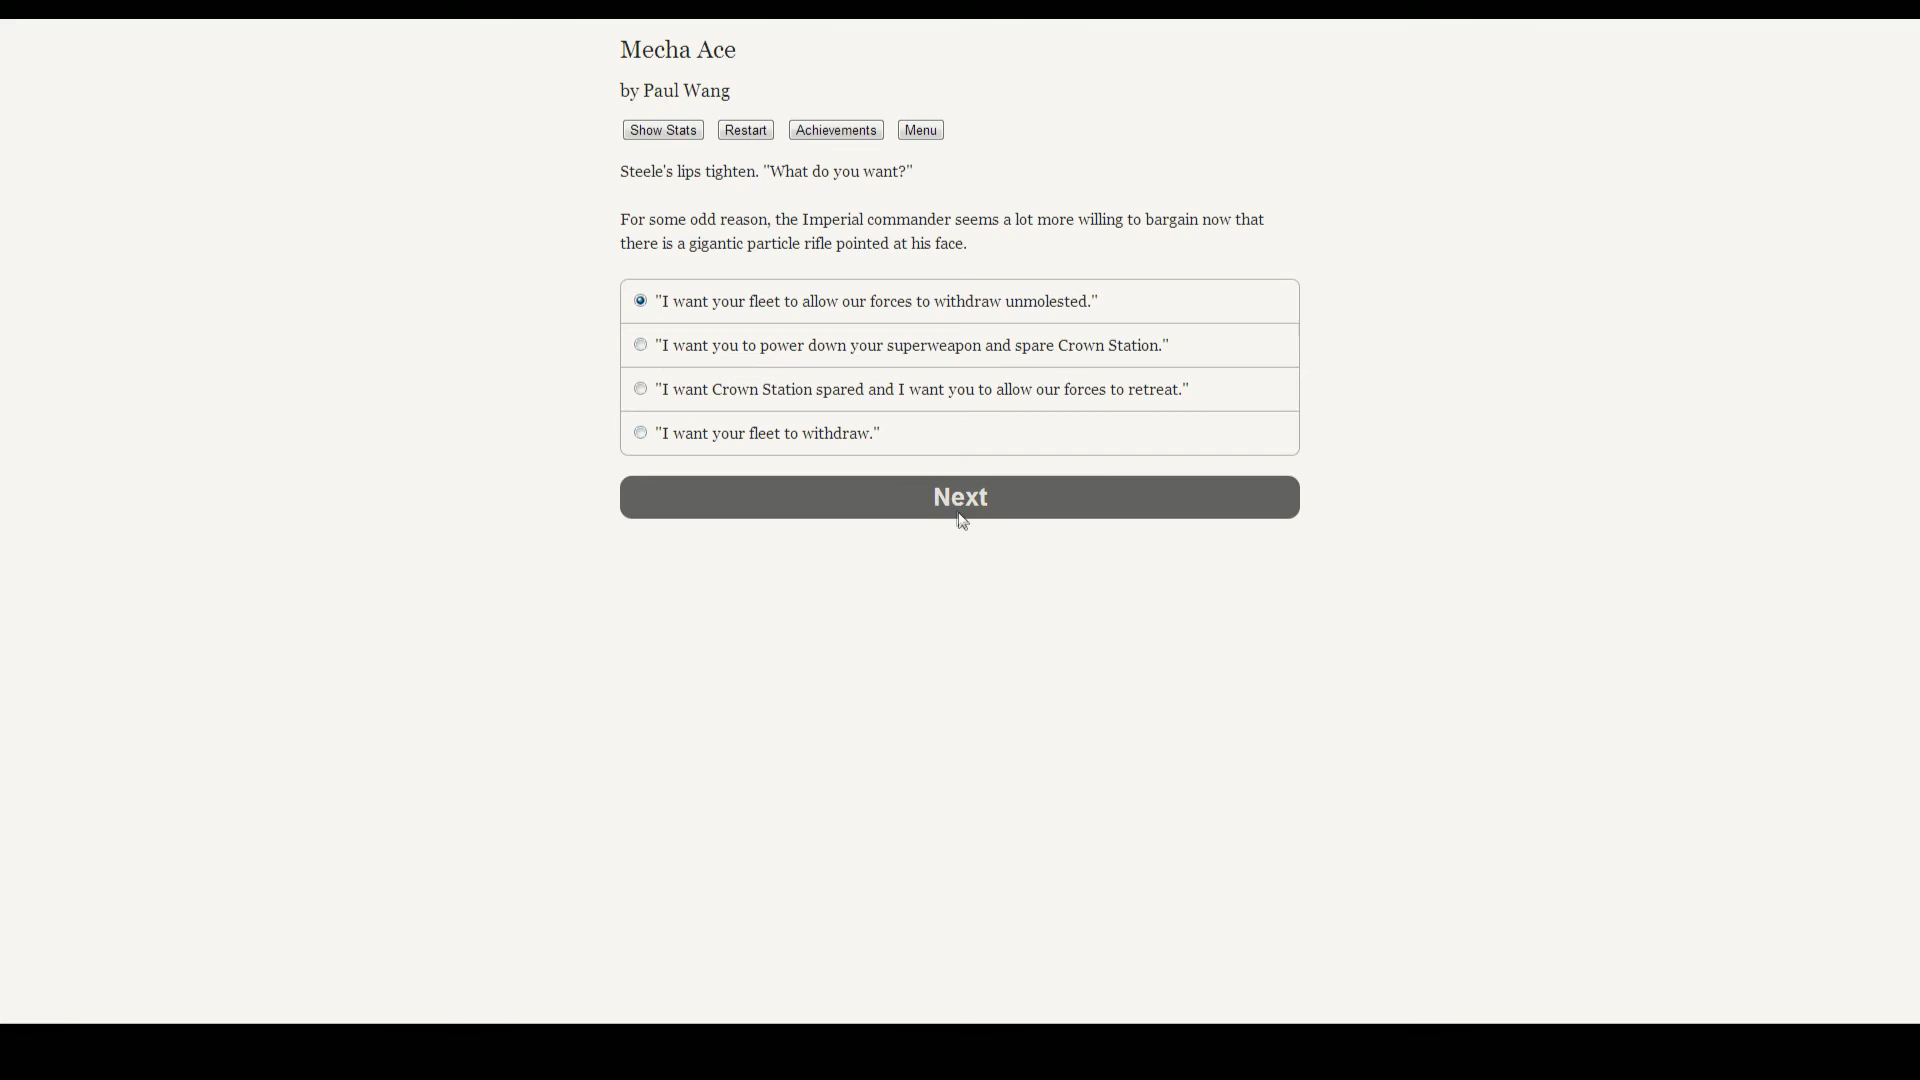 Mecha Ace
by Paul Wang
Show Stats Restart Achievements Menu
Steele's lips tighten. "What do you want?"
For some odd reason, the Imperial commander seems a lot more willing to bargain now that
there is a gigantic particle rifle pointed at his face.
"I want your fleet to allow our forces to withdraw unmolested."
"I want you to power down your superweapon and spare Crown Station."
"I want Crown Station spared and I want you to allow our forces to retreat."
"I want your fleet to withdraw."
Next